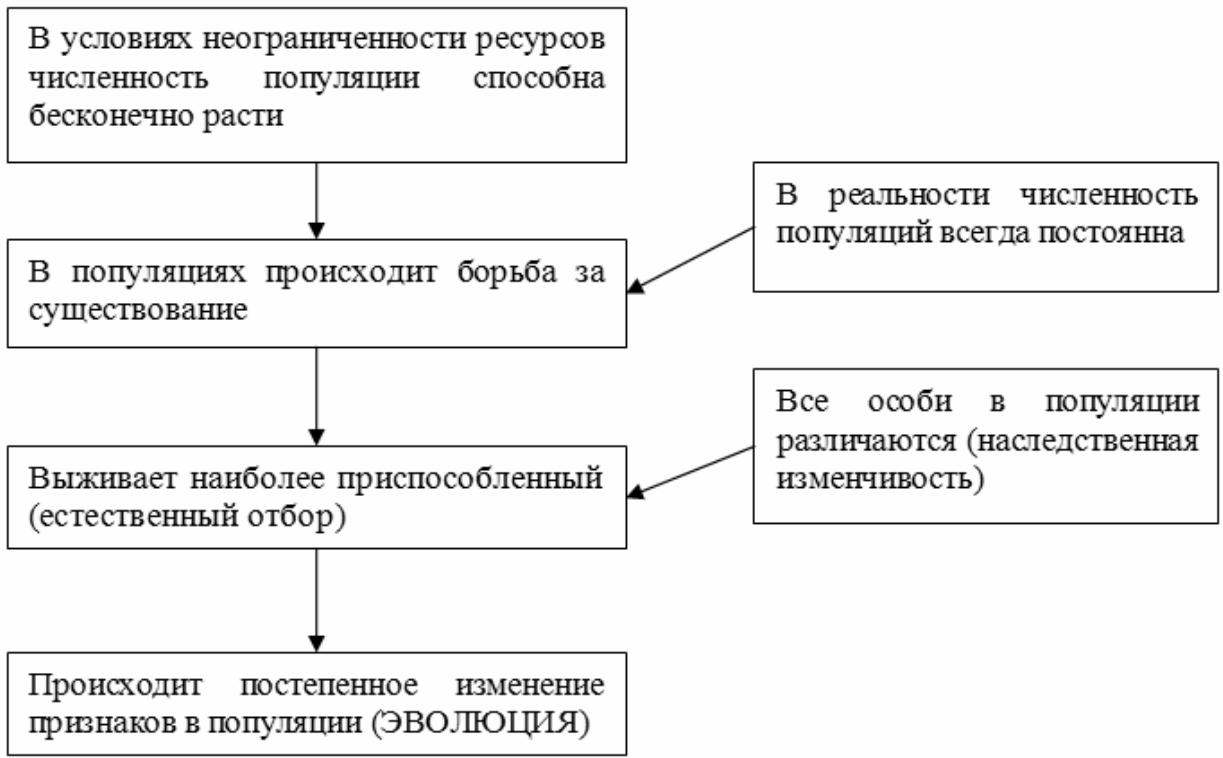 В условиях неограниченности ресурсов
численность популяции способна
бесконечно расти
В реальности численность
популяций всегда постоянна
В популяциях происходит борьба за
существование
Все особи в популяции
различаются (наследственная
изменчивость)
Выживает наиболее приспособленный
(естественный отбор)
Происходит постепенное изменение
признаков в популяции (ЭВОЛЮЦИЯ)